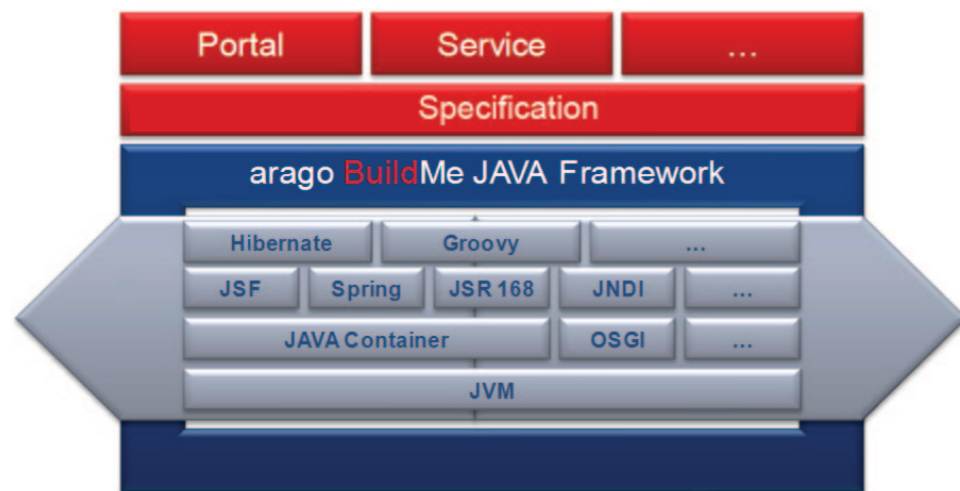 Portal Service ...
Specification
arago BuildMe JAVA Framework
Hibernate Groovy ...
JSF Spring JSR 168 JNDI ...
JAVA Container OSGI ...
JVM